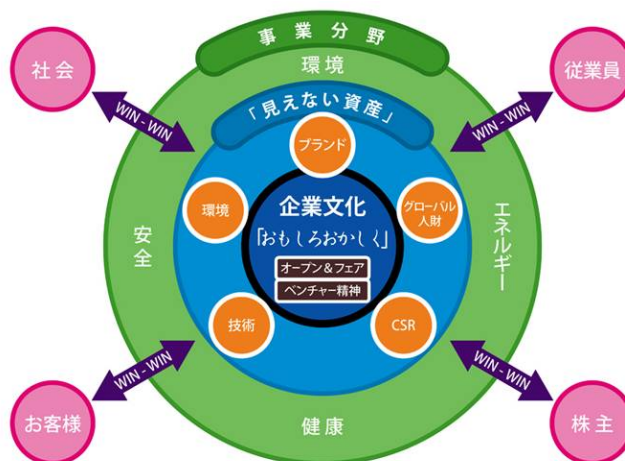 事業分野
社会
環境
従業員
WIN - WIN
WIN - WIN
「見えない資産」
ブランド
環境
企業文化
グローバル
人財
「おもしろおかしく」
安全
エネルギー
オープン＆フェア
ベンチャー精神
技術
CSR
WIN - WIN
WIN - WIN
お客様
健康
株主